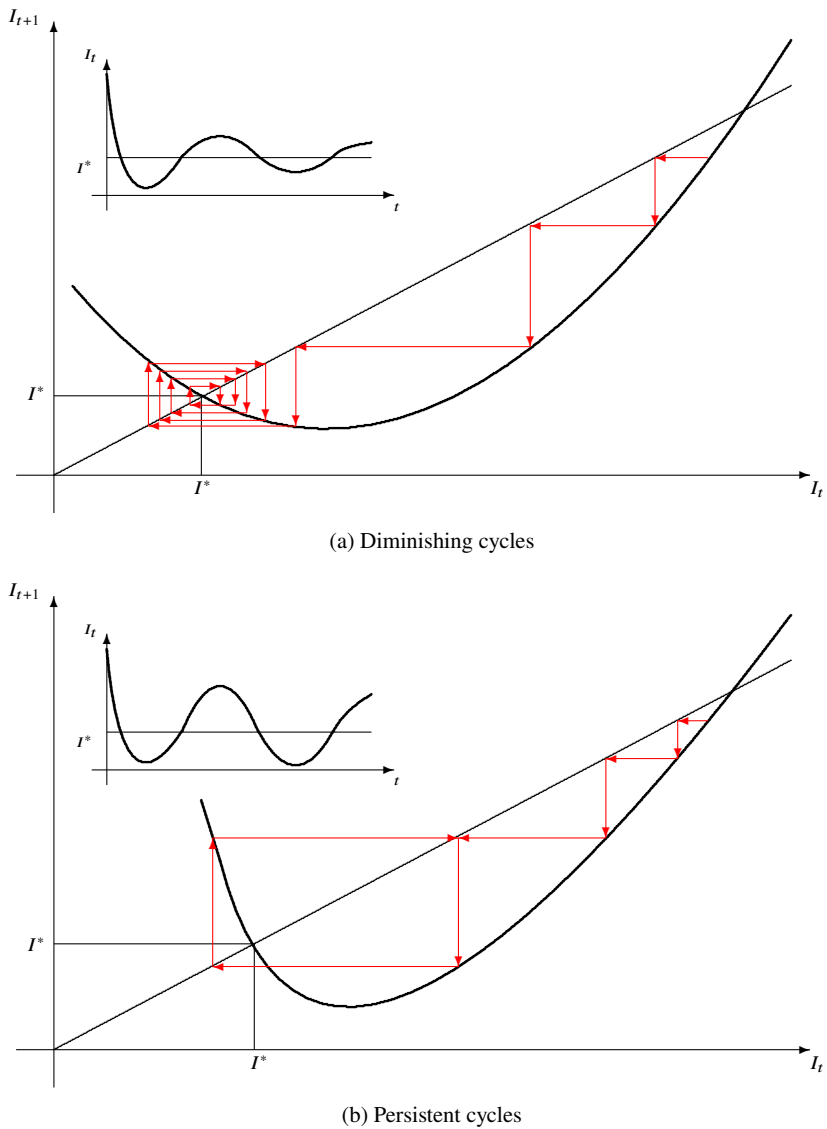 I_{t+1}
I_t
I*
t
I*
I*
I_t
(a) Diminishing cycles
I_{t+1}
I_t
I*
t
I*
I*
I_t
(b) Persistent cycles